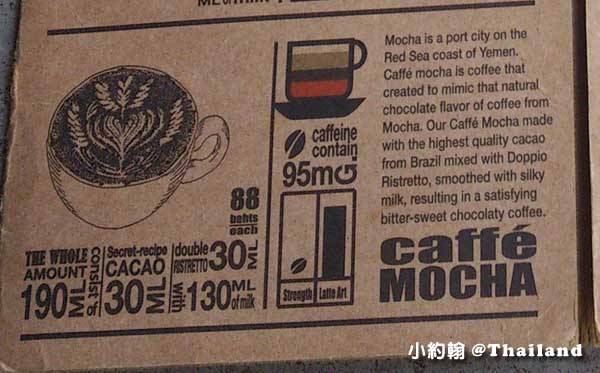 Mocha is a port city on the
Red Sea coast of Yemen.
Caffé mocha is coffee that
created to mimic that natural
chocolate flavor of coffee from
Mocha. Our Caffé Mocha made
with the highest quality cacao
from Brazil mixed with Doppio
Ristretto, smoothed with silky
milk, resulting in a satisfying
bitter-sweet chocolaty coffee.
caffé
MOCHA
caffeine
contain
95mG.
Strength
Latte Art
88
bahts
each
THE WHOLE
AMOUNT
190ML
consist of:
Secret-recipe
CACAO
30ML
double
RISTRETTO 30ML
with 130ML
of milk
小約翰 @Thailand